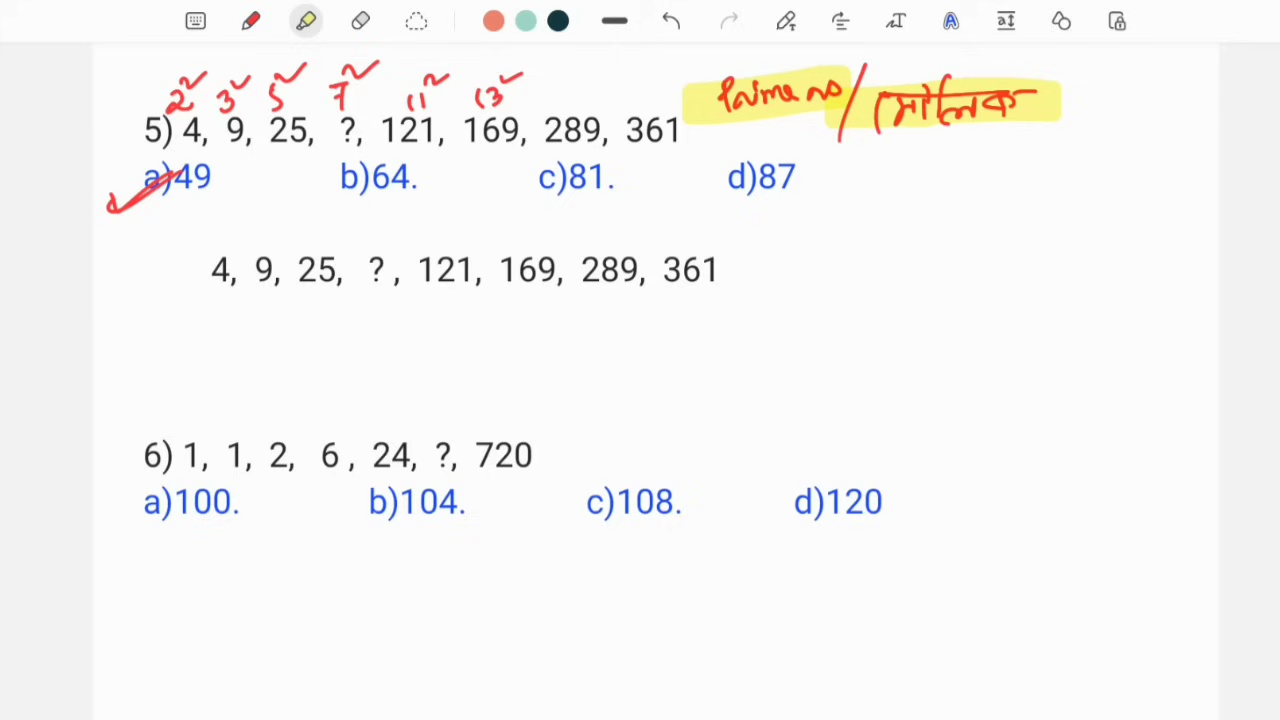 2² 3² 5² 7² 11² 13²
Prime no / মৌলিক
5) 4, 9, 25, ?, 121, 169, 289, 361
a)49 b)64. c)81. d)87
4, 9, 25, ? , 121, 169, 289, 361
6) 1, 1, 2, 6 , 24, ?, 720
a)100. b)104. c)108. d)120